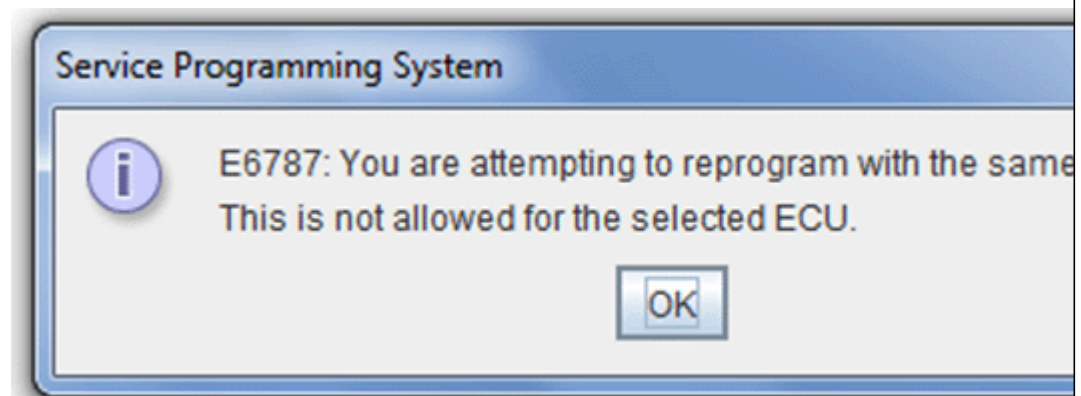 Service Programming System
E6787: You are attempting to reprogram with the same
This is not allowed for the selected ECU.
OK